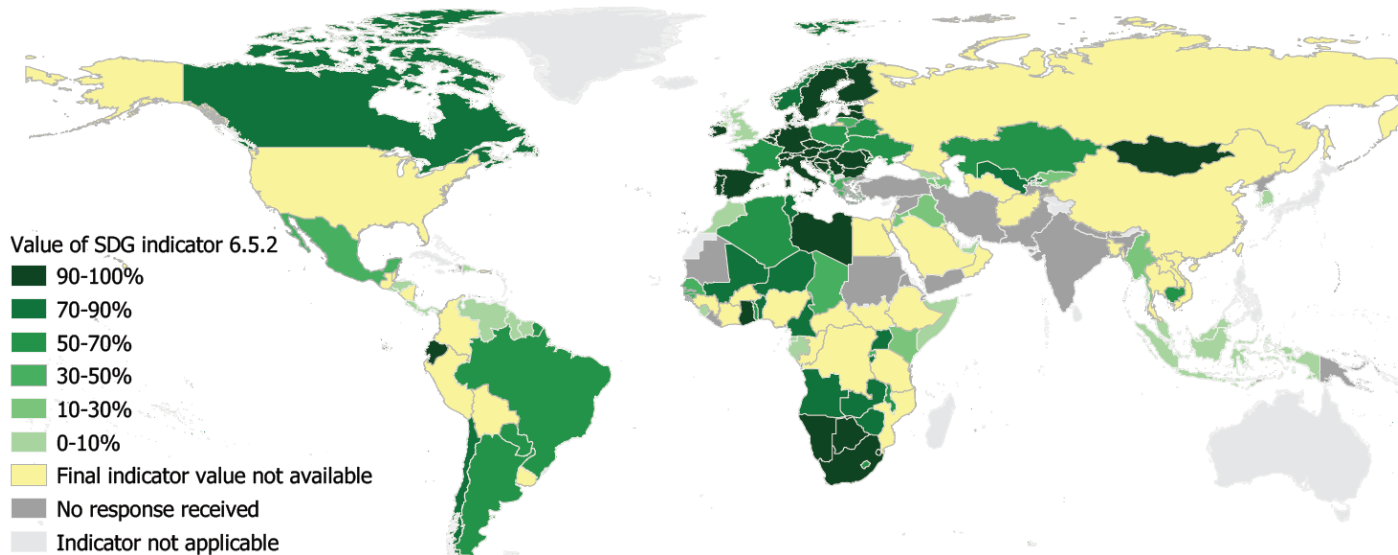 Value of SDG indicator 6.5.2
90-100%
70-90%
50-70%
30-50%
10-30%
0-10%
Final indicator value not available
No response received
Indicator not applicable